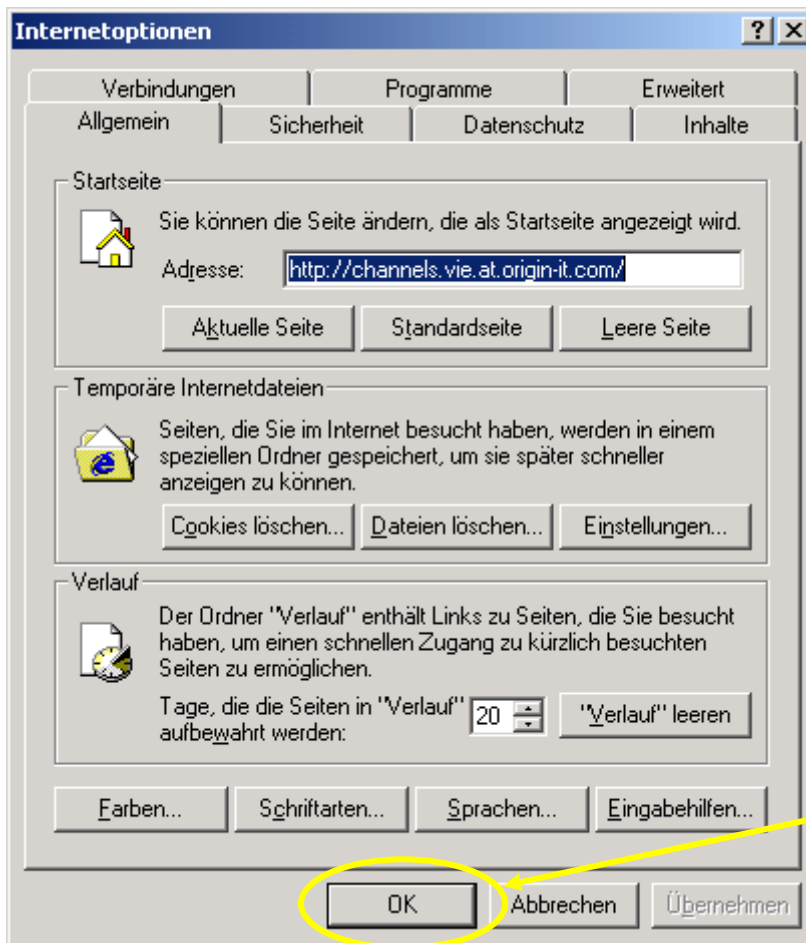 Internetoptionen
Verbindungen Programme Erweitert
Allgemein Sicherheit Datenschutz Inhalte
Startseite
Sie können die Seite ändern, die als Startseite angezeigt wird.
Adresse: http://channels.vie.at.origin-it.com/
Aktuelle Seite Standardseite Leere Seite
Temporäre Internetdateien
Seiten, die Sie im Internet besucht haben, werden in einem
speziellen Ordner gespeichert, um sie später schneller
anzeigen zu können.
Cookies löschen... Dateien löschen... Einstellungen...
Verlauf
Der Ordner "Verlauf" enthält Links zu Seiten, die Sie besucht
haben, um einen schnellen Zugang zu kürzlich besuchten
Seiten zu ermöglichen.
Tage, die die Seiten in "Verlauf"
aufbewahrt werden: 20 "Verlauf" leeren
Farben... Schriftarten... Sprachen... Eingabehilfen...
OK Abbrechen Übernehmen